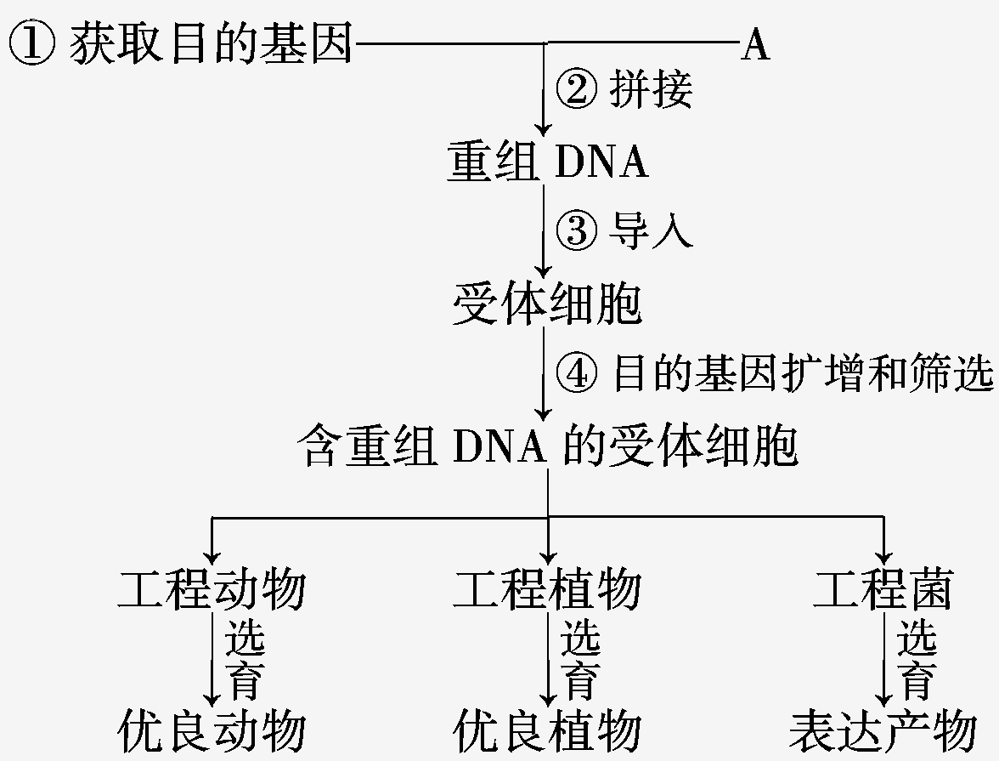 ① 获取目的基因 A
② 拼接
重组 DNA
③ 导入
受体细胞
④ 目的基因扩增和筛选
含重组 DNA 的受体细胞
工程动物 工程植物 工程菌
选育 选育 选育
优良动物 优良植物 表达产物